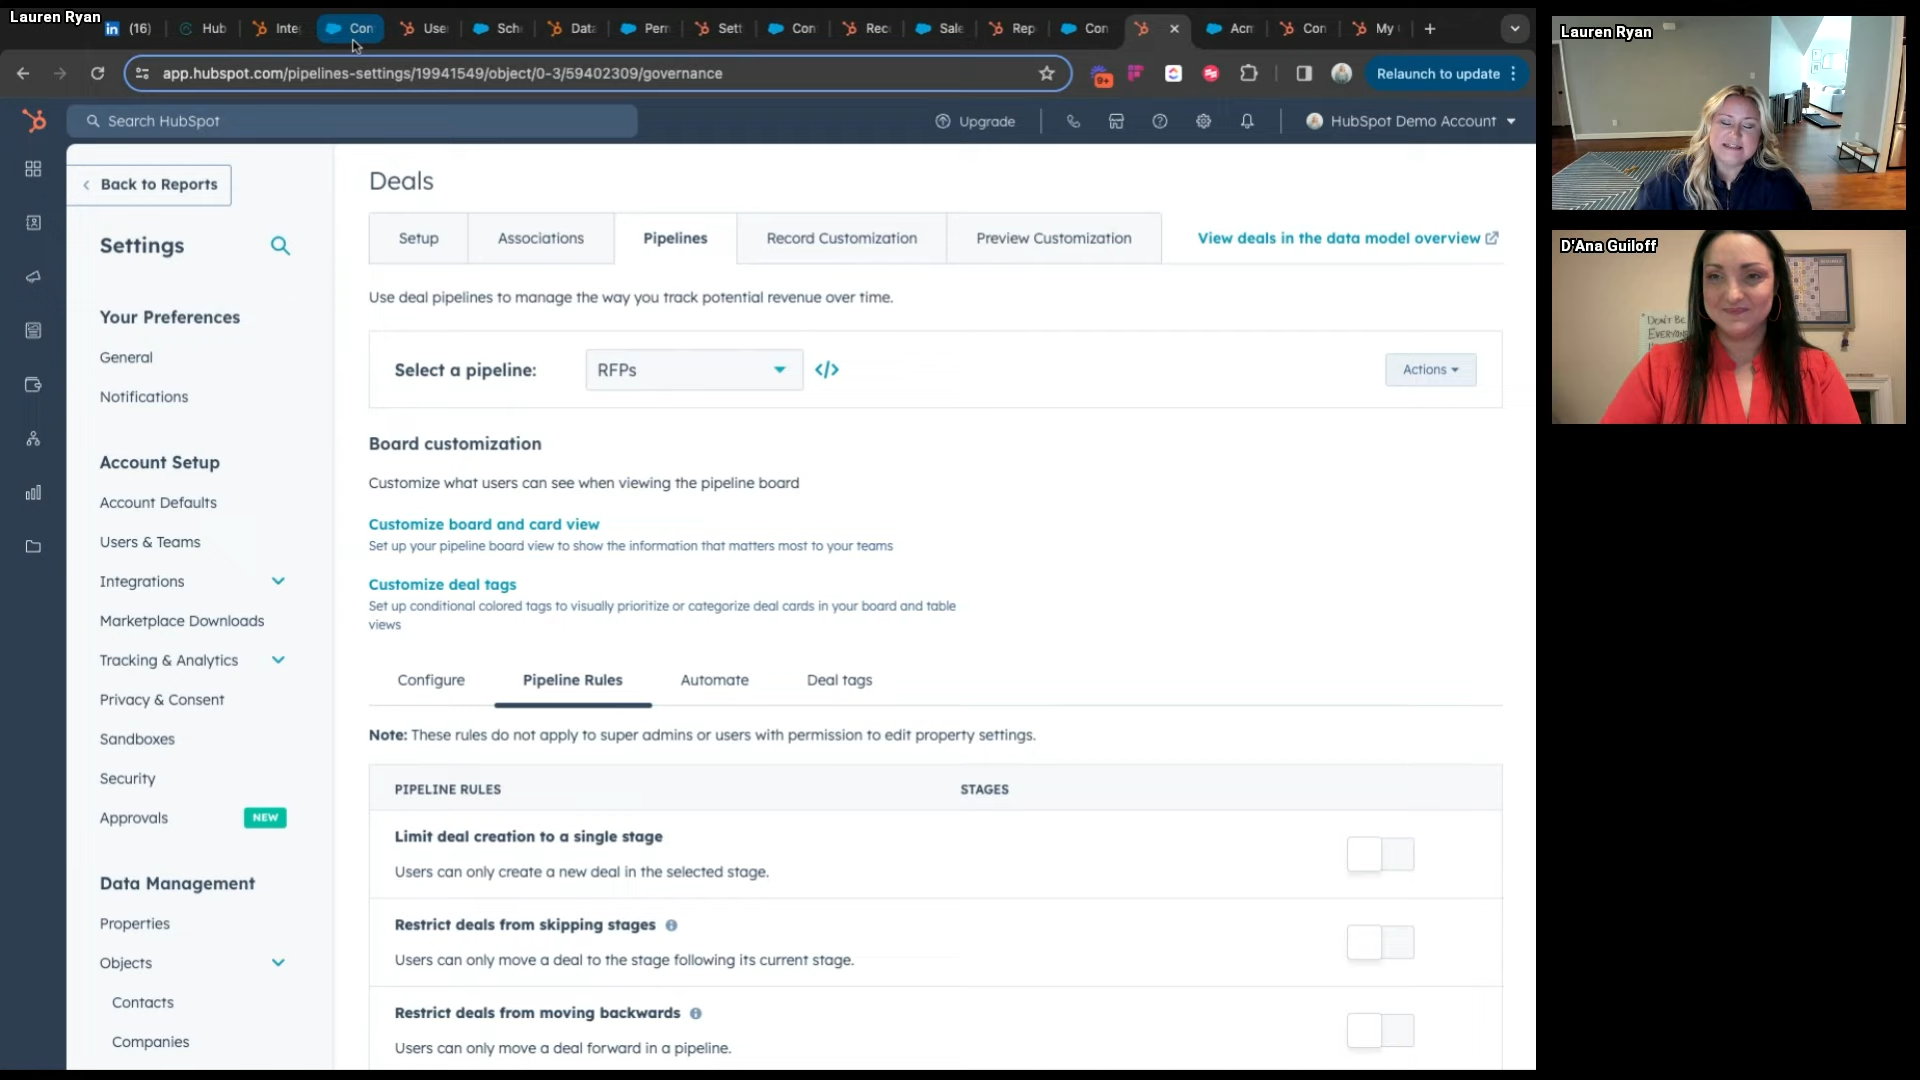 Lauren Ryan
(16)
Hub
Inte
Con
Use
Sch
Data
Perm
Sett
Con
Rec
Sale
Rep
Con
Acm
Con
My
app.hubspot.com/pipelines-settings/19941549/object/0-3/59402309/governance
9+
Relaunch to update
Search HubSpot
Upgrade
HubSpot Demo Account
Back to Reports
Settings
Your Preferences
General
Notifications
Account Setup
Account Defaults
Users & Teams
Integrations
Marketplace Downloads
Tracking & Analytics
Privacy & Consent
Sandboxes
Security
Approvals NEW
Data Management
Properties
Objects
Contacts
Companies
Deals
Setup
Associations
Pipelines
Record Customization
Preview Customization
View deals in the data model overview
Use deal pipelines to manage the way you track potential revenue over time.
Select a pipeline: RFPs </>
Actions
Board customization
Customize what users can see when viewing the pipeline board
Customize board and card view
Set up your pipeline board view to show the information that matters most to your teams
Customize deal tags
Set up conditional colored tags to visually prioritize or categorize deal cards in your board and table
views
Configure
Pipeline Rules
Automate
Deal tags
Note: These rules do not apply to super admins or users with permission to edit property settings.
PIPELINE RULES STAGES
Limit deal creation to a single stage
Users can only create a new deal in the selected stage.
Restrict deals from skipping stages
Users can only move a deal to the stage following its current stage.
Restrict deals from moving backwards
Users can only move a deal forward in a pipeline.
Lauren Ryan
D'Ana Guiloff
DON'T BE